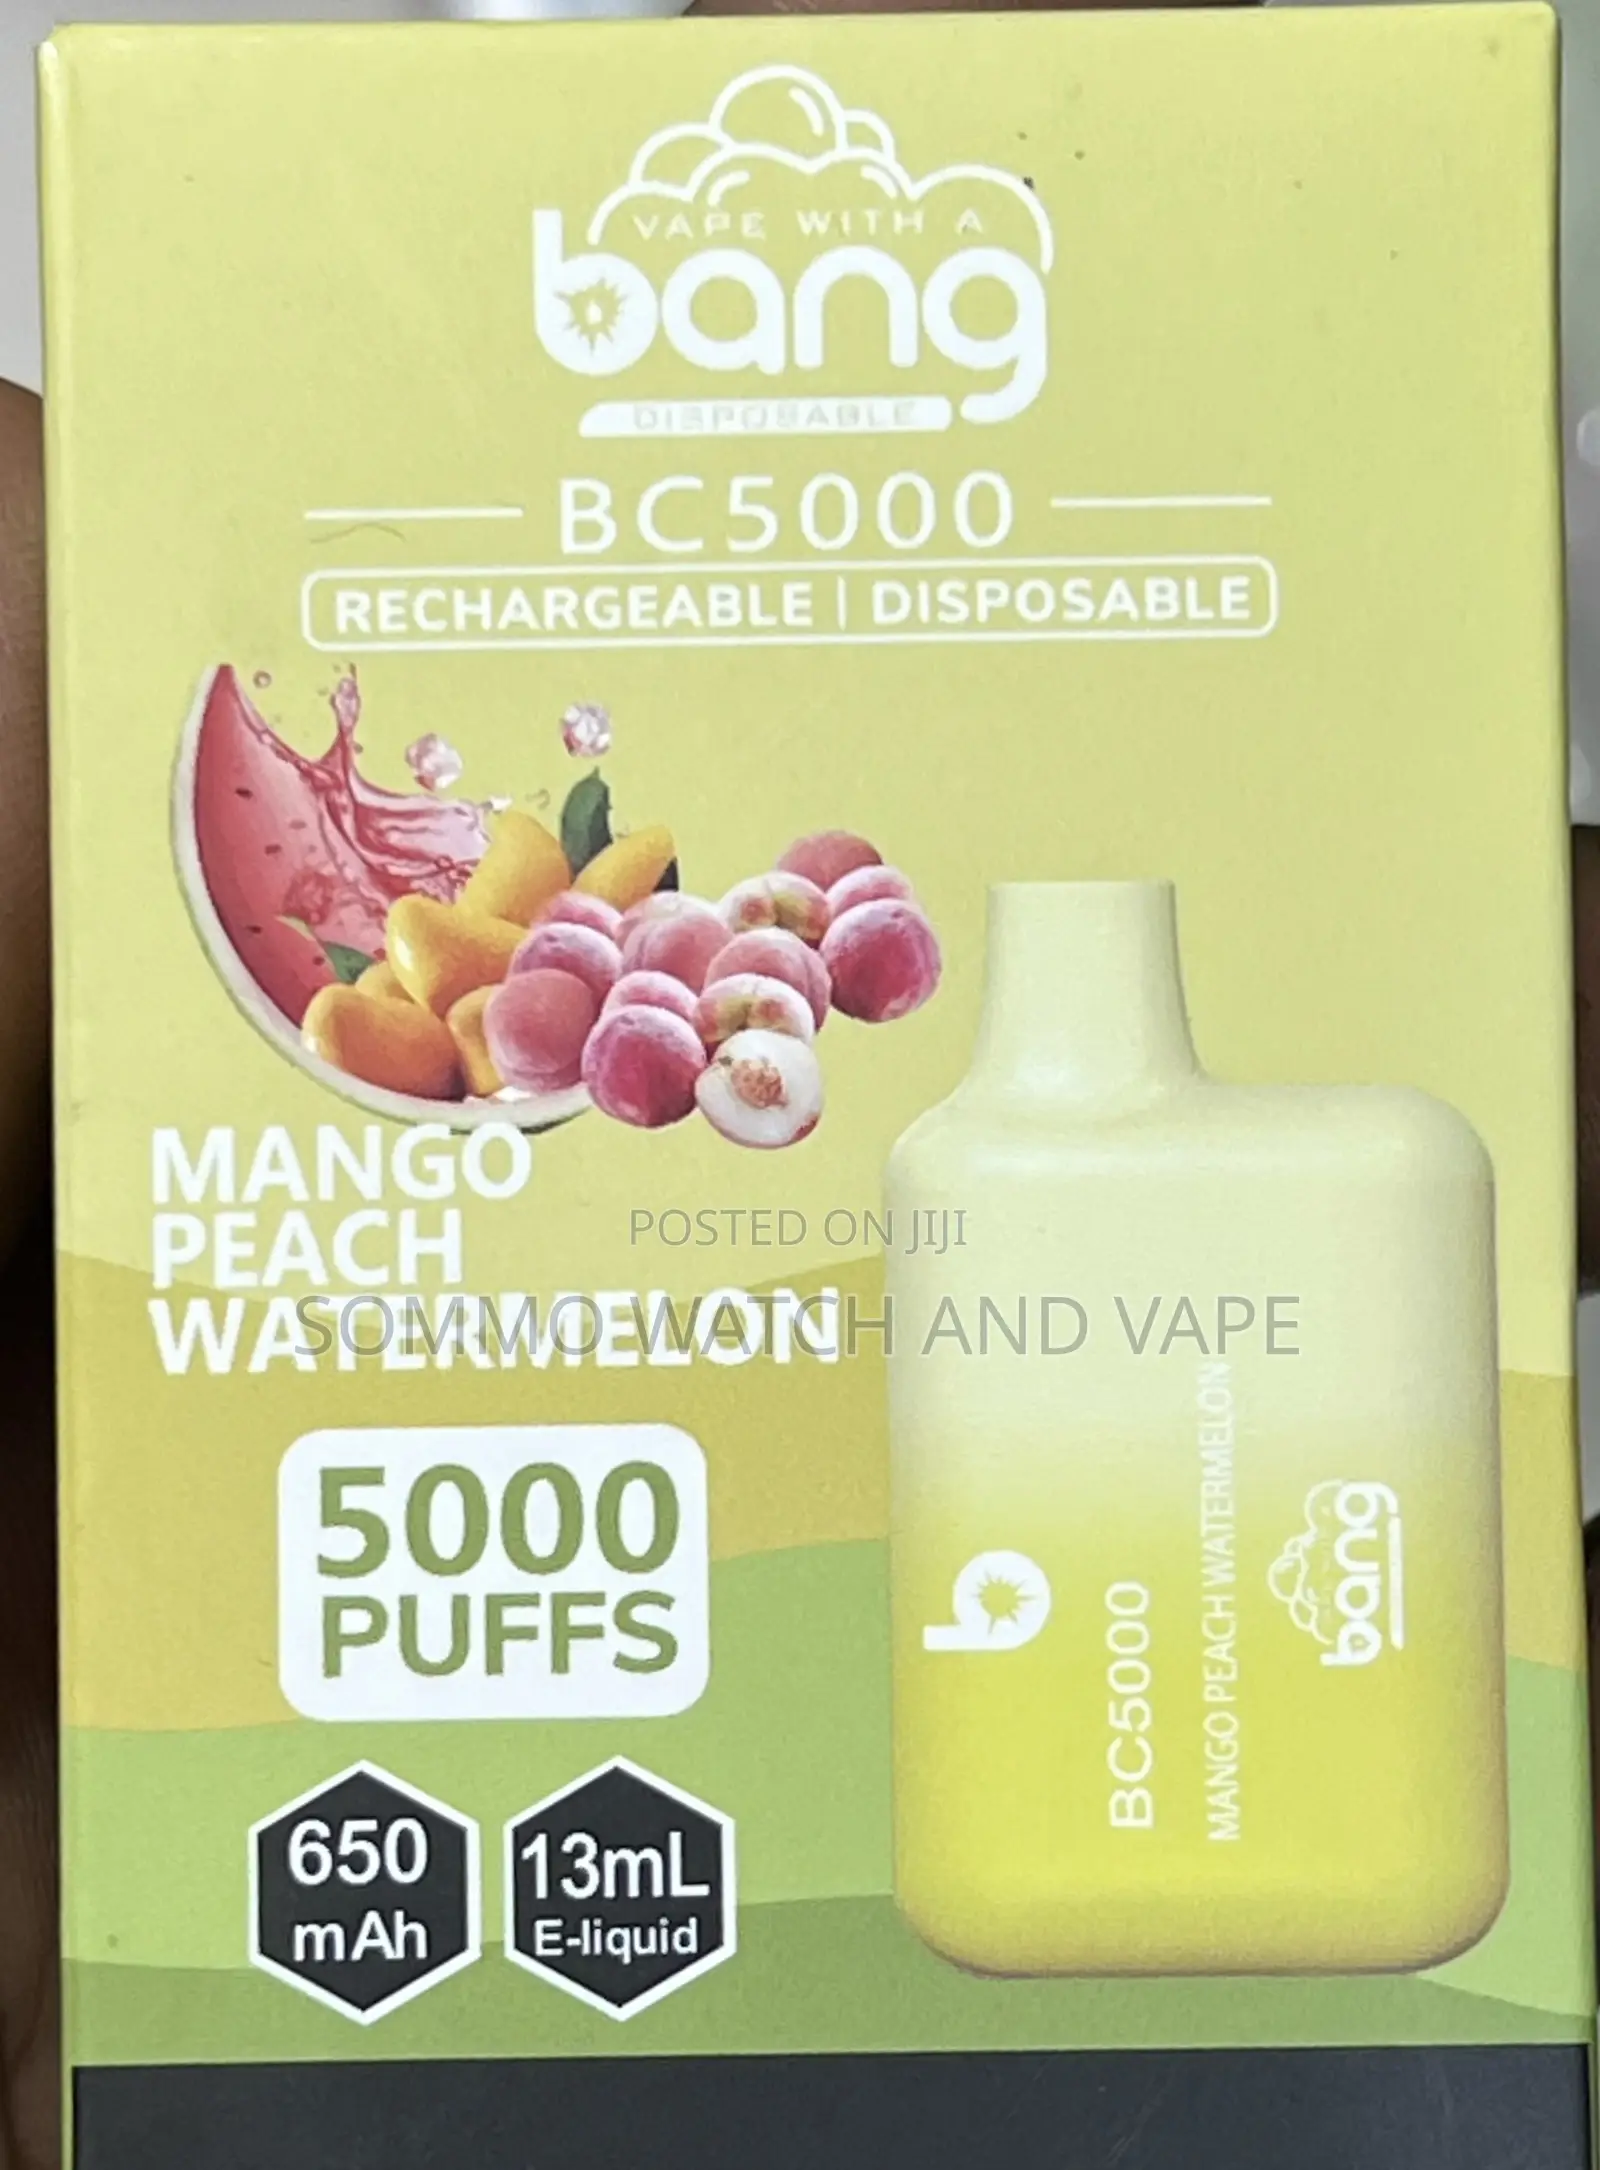 VAPE WITH A
bang
DISPOSABLE
BC5000
RECHARGEABLE | DISPOSABLE
MANGO
PEACH
WATERMELON
POSTED ON JIJI
SOMMO WATCH AND VAPE
5000
PUFFS
650
mAh
13mL
E-liquid
b
BC5000
MANGO PEACH WATERMELON
bang